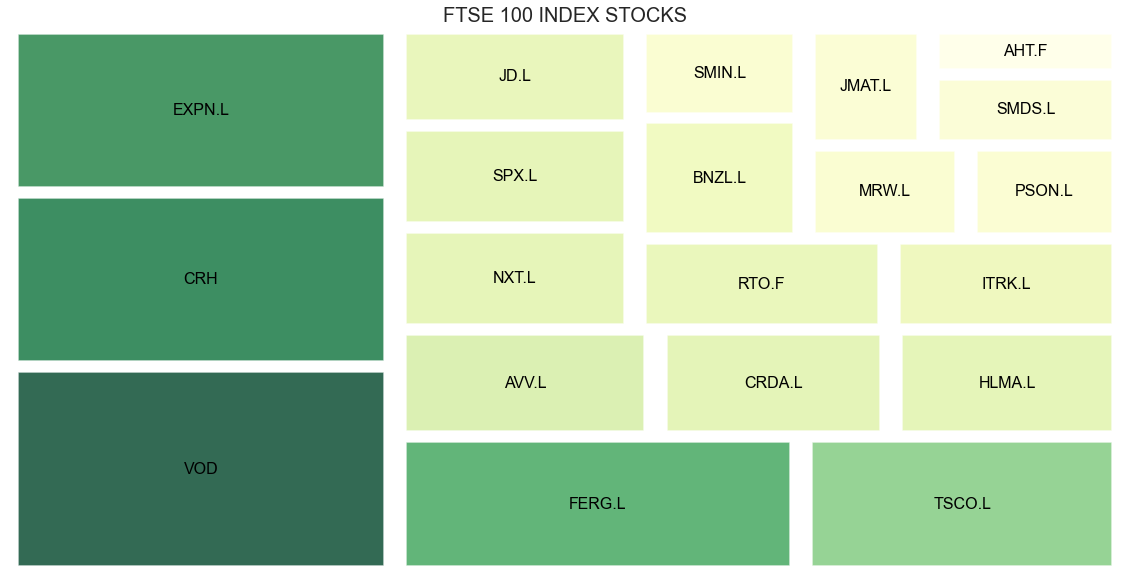 FTSE 100 INDEX STOCKS
EXPN.L
CRH
VOD
JD.L
SPX.L
NXT.L
SMIN.L
BNZL.L
JMAT.L
AHT.F
SMDS.L
MRW.L
PSON.L
RTO.F
ITRK.L
AVV.L
CRDA.L
HLMA.L
FERG.L
TSCO.L